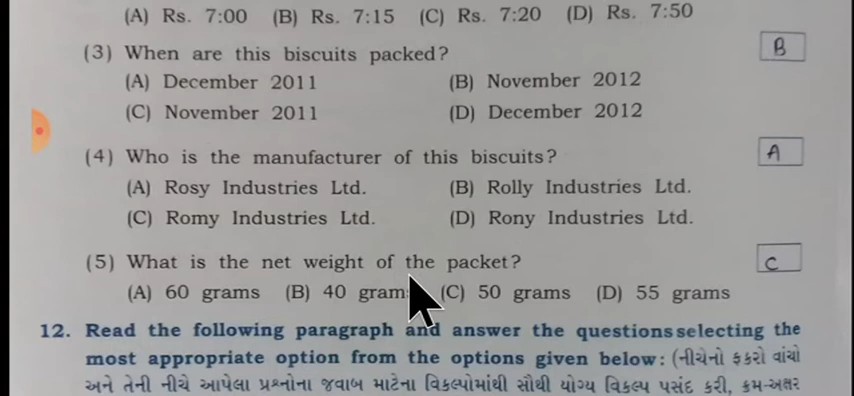 (A) Rs. 7:00 (B) Rs. 7:15 (C) Rs. 7:20 (D) Rs. 7:50
(3) When are this biscuits packed? B
(A) December 2011 (B) November 2012
(C) November 2011 (D) December 2012
(4) Who is the manufacturer of this biscuits? A
(A) Rosy Industries Ltd. (B) Rolly Industries Ltd.
(C) Romy Industries Ltd. (D) Rony Industries Ltd.
(5) What is the net weight of the packet? C
(A) 60 grams (B) 40 gram (C) 50 grams (D) 55 grams
12. Read the following paragraph and answer the questions selecting the
most appropriate option from the options given below: (નીચેનો ફકરો વાંચો
અને તેની નીચે આપેલા પ્રશ્નોના જવાબ માટેના વિકલ્પોમાંથી સૌથી યોગ્ય વિકલ્પ પસંદ કરી, ક્રમ-અક્ષર